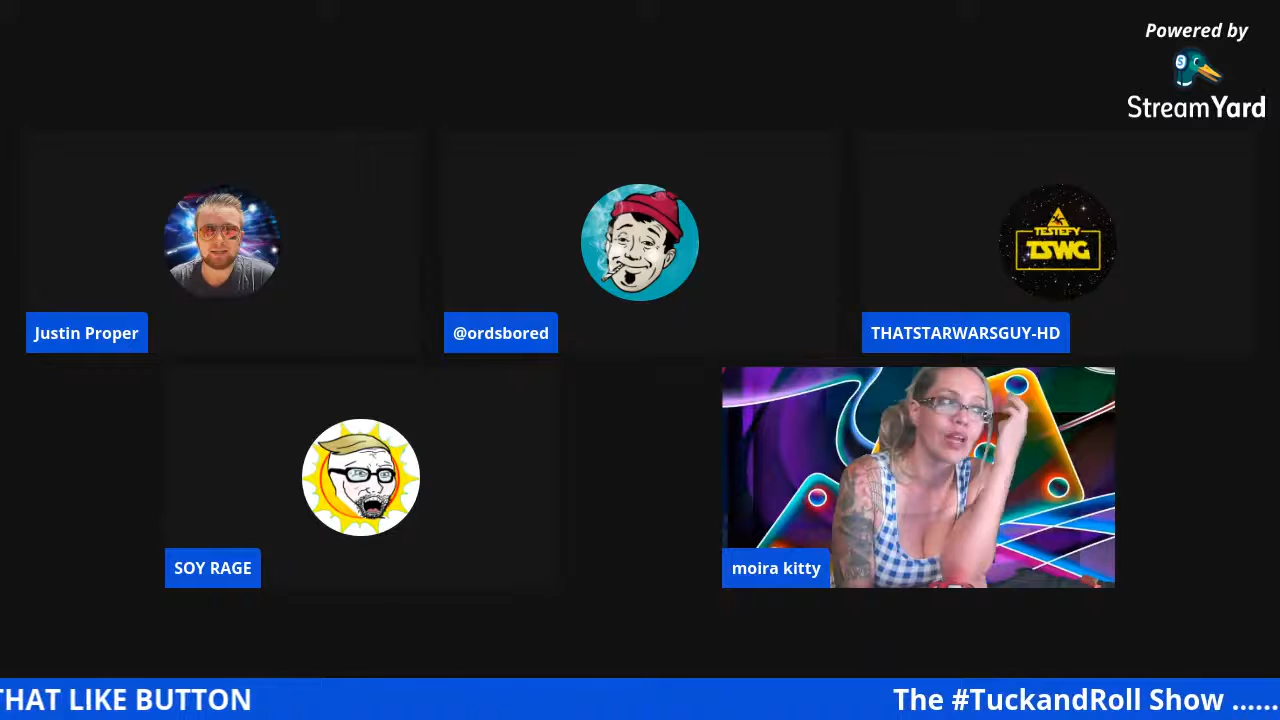 Powered by
StreamYard
TESTEFY
TSWG
Justin Proper
@ordsbored
THATSTARWARSGUY-HD
SOY RAGE
moira kitty
THAT LIKE BUTTON
The #TuckandRoll Show ......